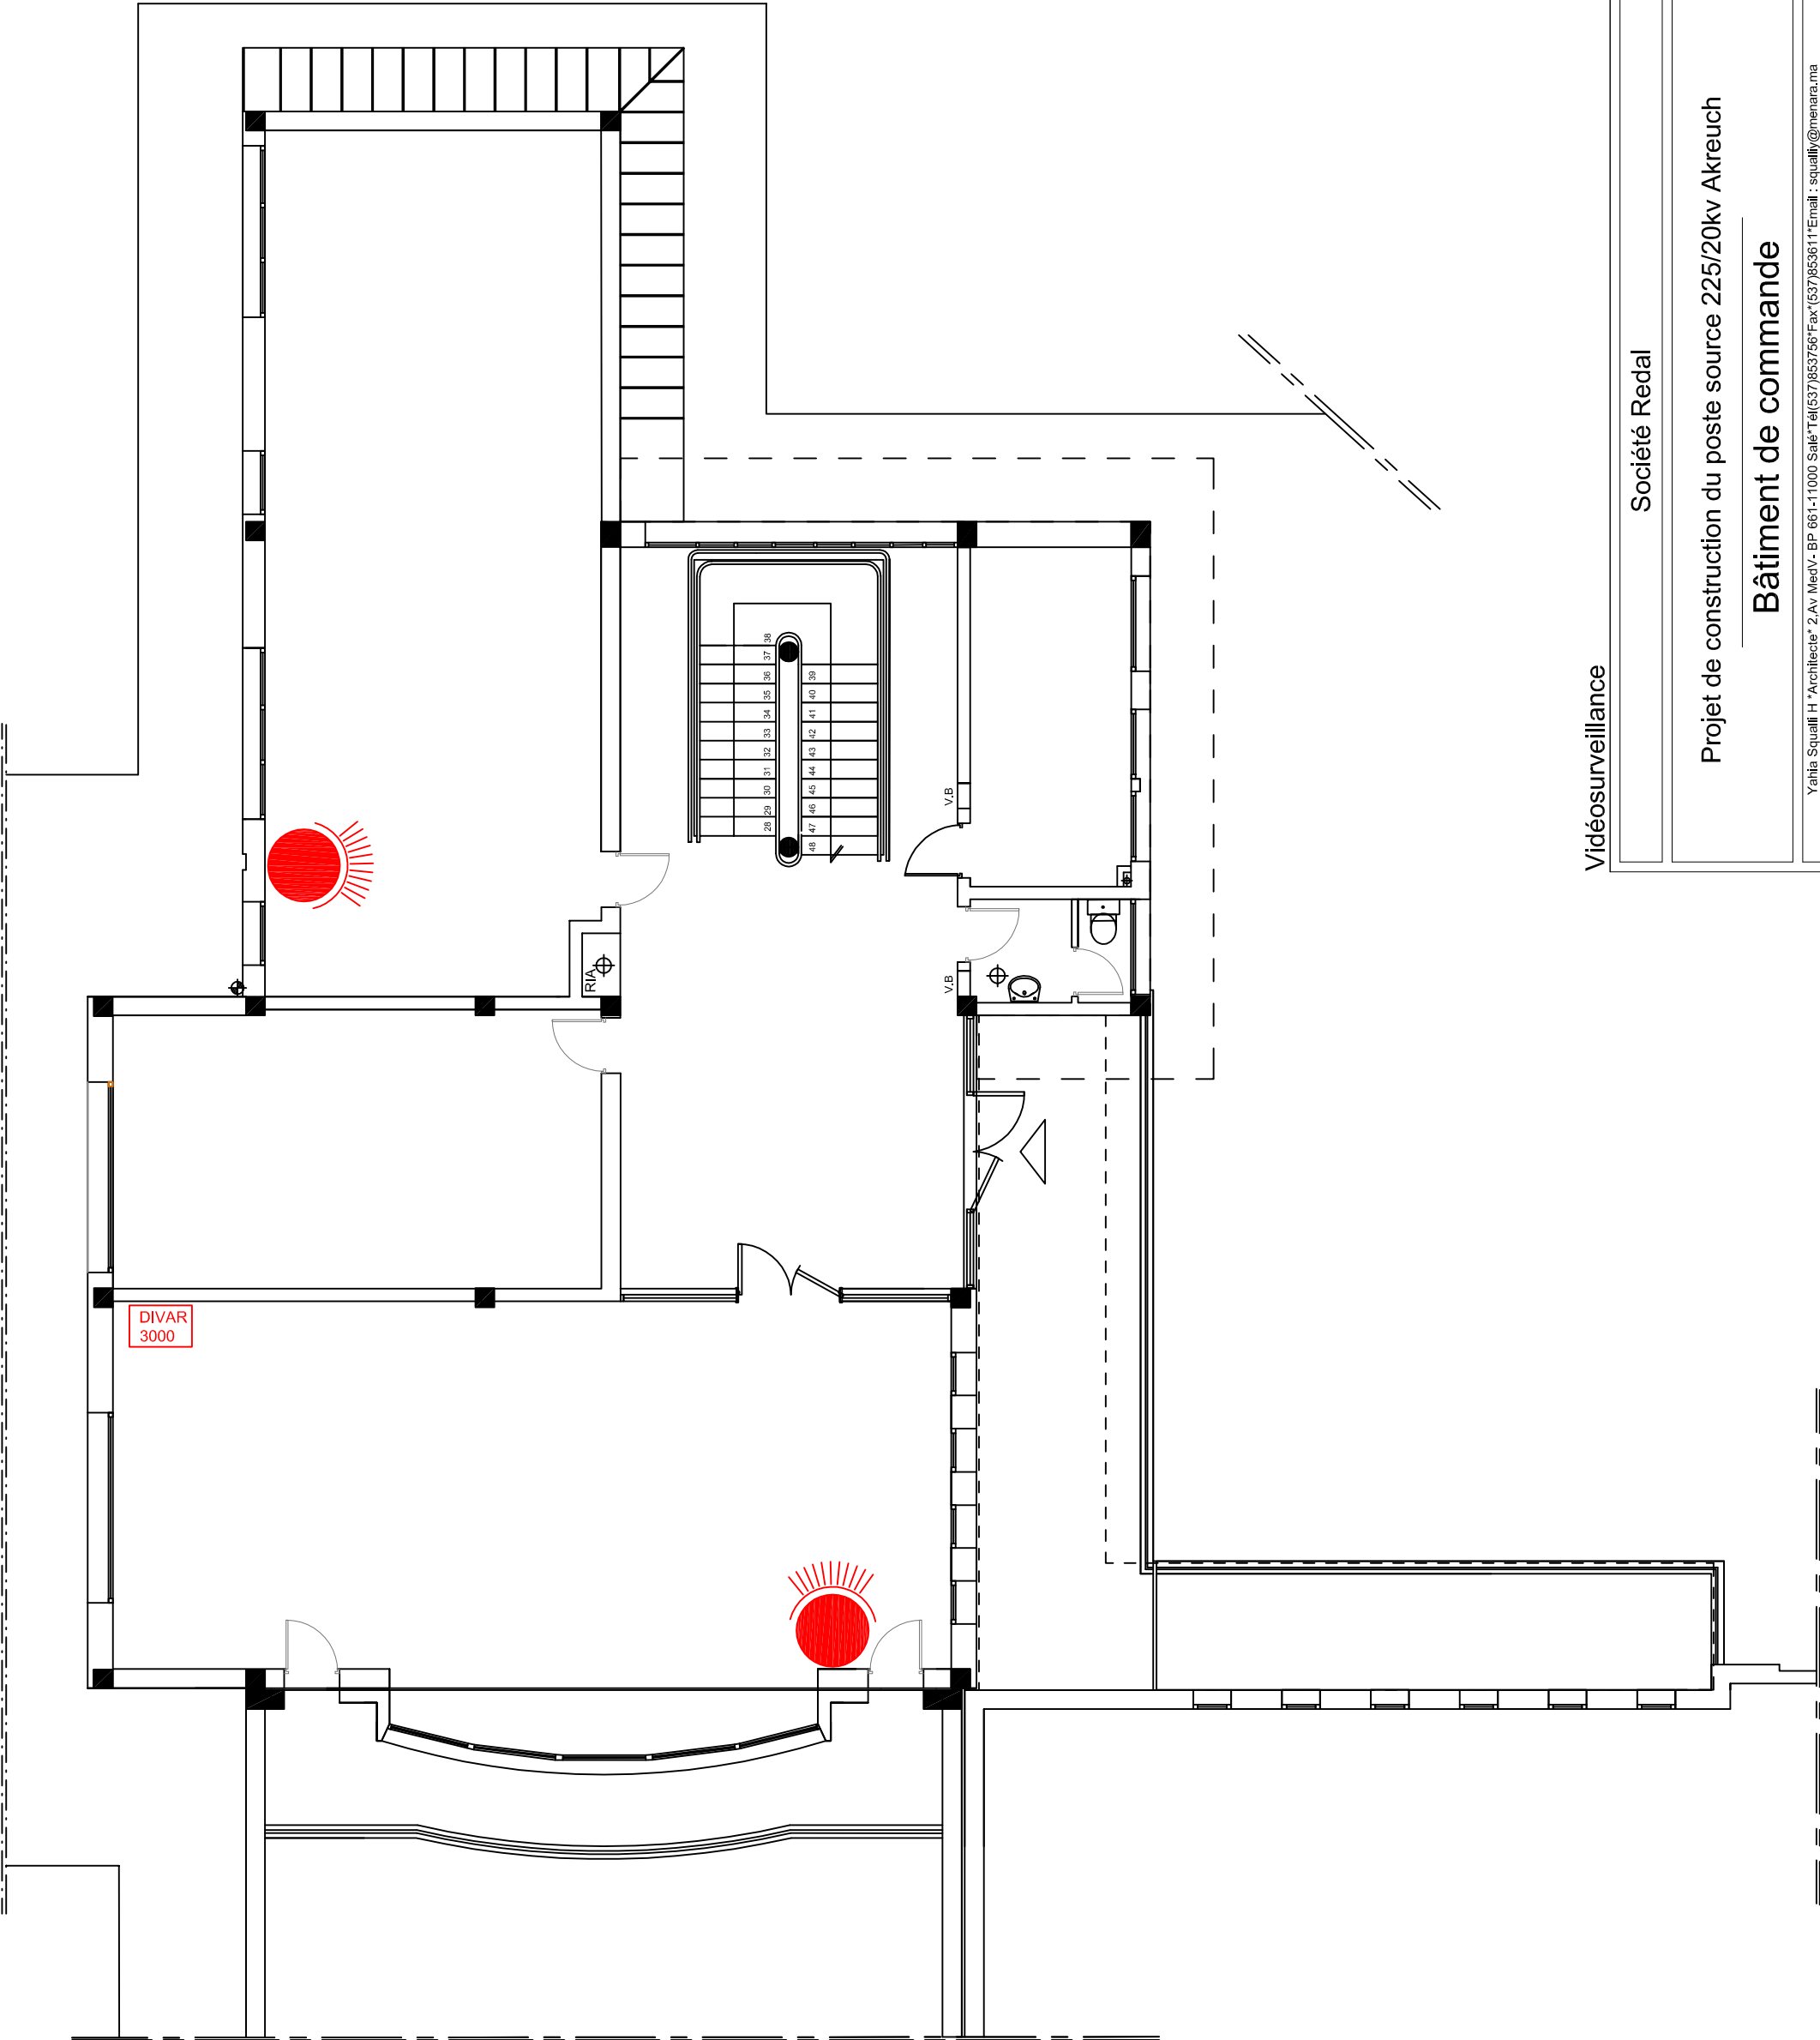 Vidéosurveillance
Société Redal
Projet de construction du poste source 225/20kv Akreuch
Bâtiment de commande
Yahia Squalli H *Architecte* 2,Av MedV- BP 661-11000 Salé*Tél(537)853756*Fax*(537)853611*Email : squalliy@menara.ma
28 29 30 31 32 33 34 35 36 37 38
48 47 46 45 44 43 42 41 40 39
V.B
V.B
RIA
DIVAR
3000